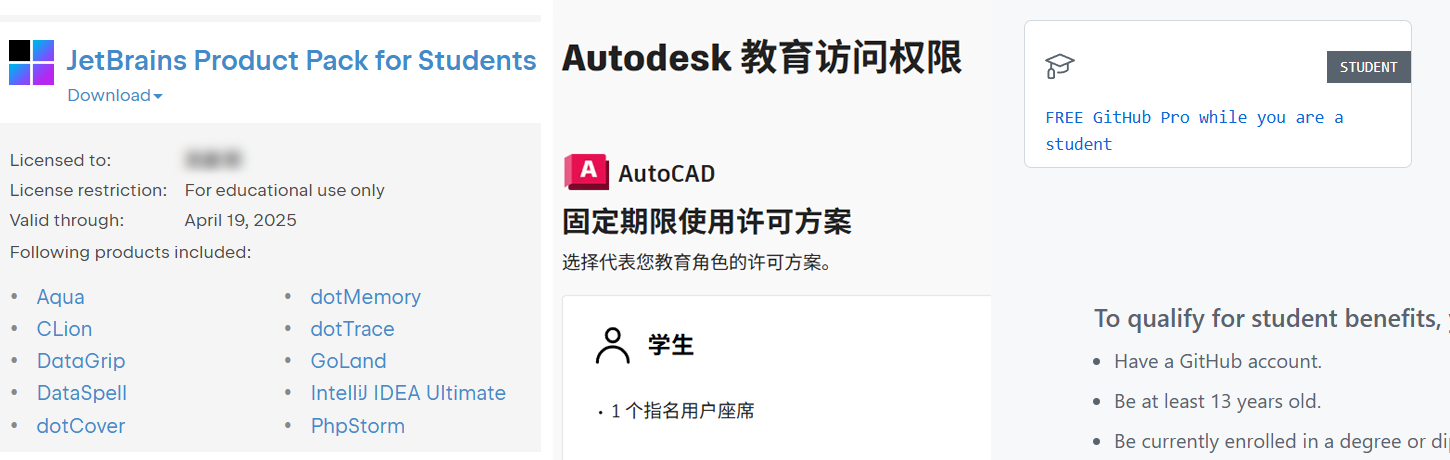 JetBrains Product Pack for Students
Download
Licensed to:
License restriction: For educational use only
Valid through: April 19, 2025
Following products included:
• Aqua
• CLion
• DataGrip
• DataSpell
• dotCover
• dotMemory
• dotTrace
• GoLand
• IntelliJ IDEA Ultimate
• PhpStorm
Autodesk 教育访问权限
A AutoCAD
固定期限使用许可方案
选择代表您教育角色的许可方案。
学生
• 1 个指名用户座席
STUDENT
FREE GitHub Pro while you are a
student
To qualify for student benefits,
• Have a GitHub account.
• Be at least 13 years old.
• Be currently enrolled in a degree or